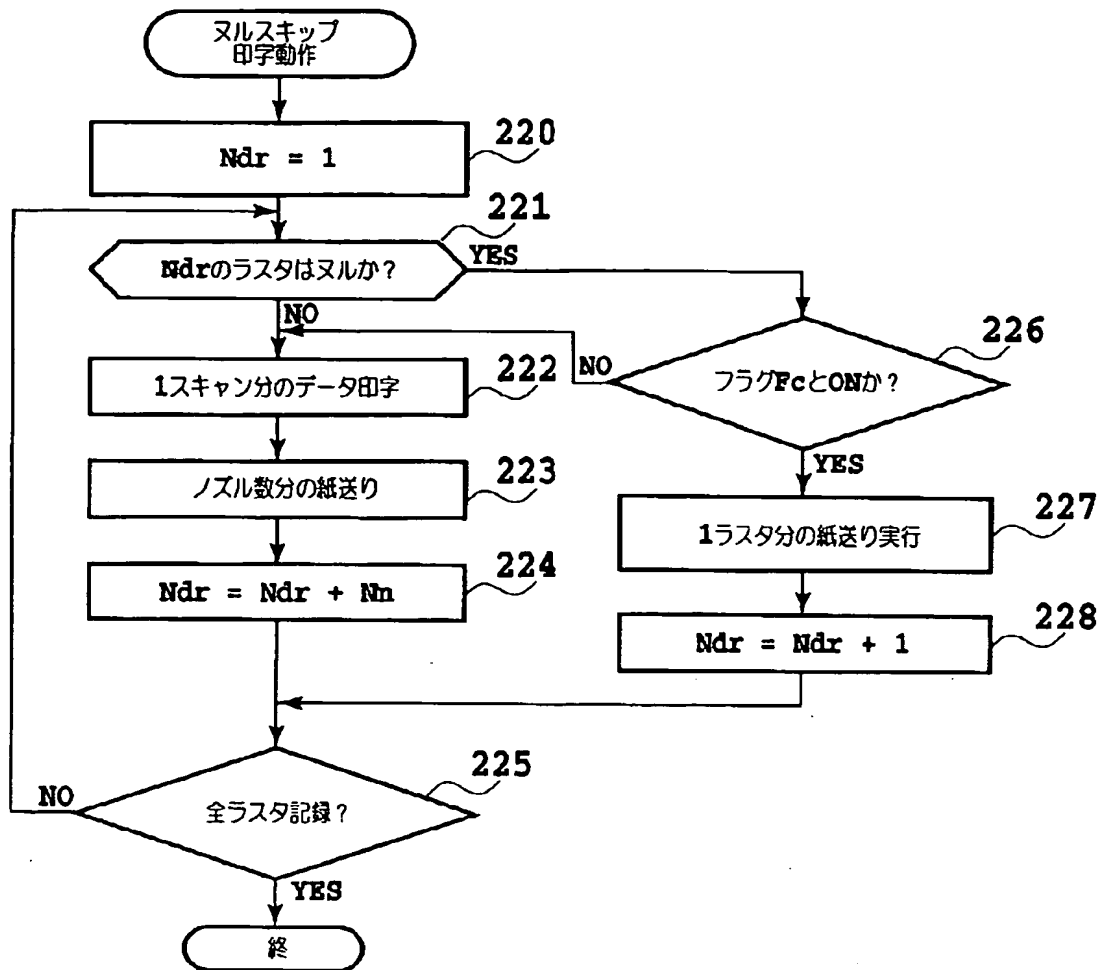 ヌルスキップ
印字動作
220
Ndr = 1
221
Ndrのラスタはヌルか?
YES
NO
226
フラグFcとONか?
NO
222
1スキャン分のデータ印字
YES
223
ノズル数分の紙送り
227
1ラスタ分の紙送り実行
224
Ndr = Ndr + Nn
228
Ndr = Ndr + 1
225
全ラスタ記録?
NO
YES
終